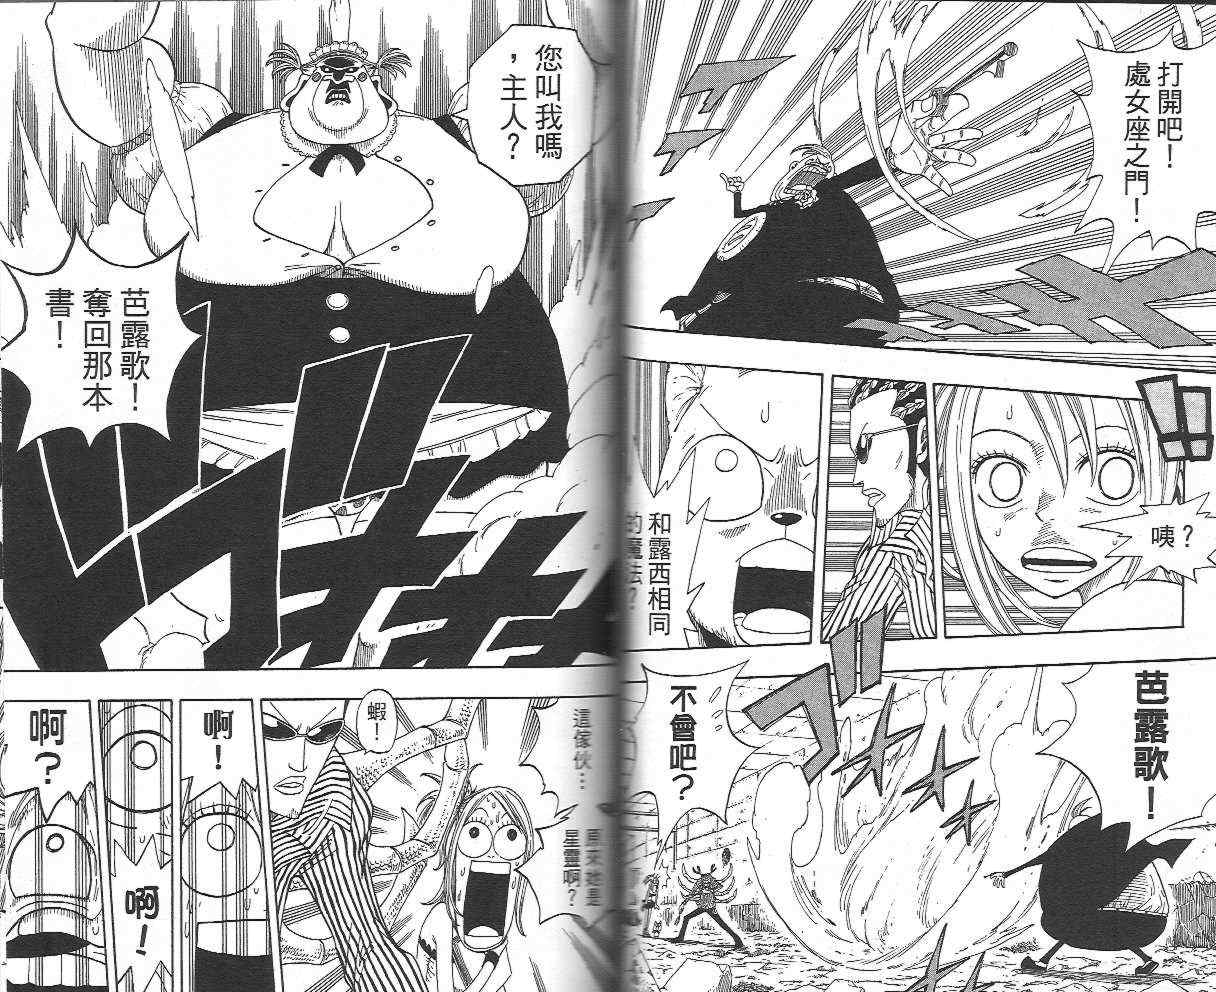 打開吧！
處女座之門！
咦？
和露西相同
的魔法？
芭露歌！
不會吧？
您叫我嗎
，主人？
芭露歌！
奪回那本
書！
這傢伙…
原來她是
星靈啊？
蝦！
啊！
啊！
啊？